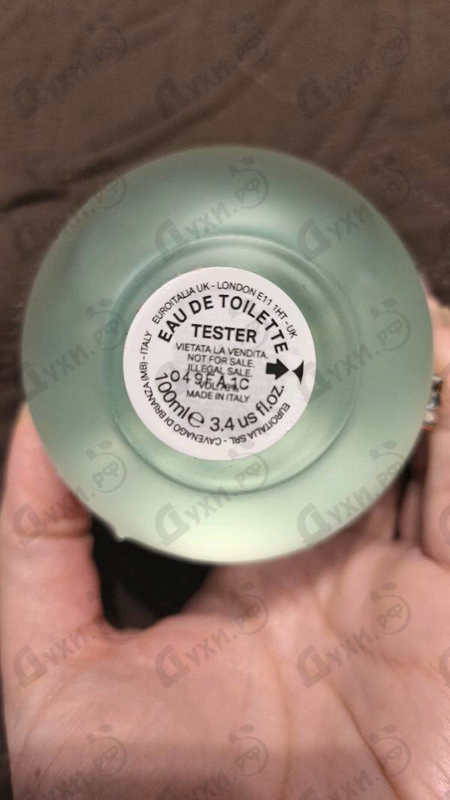 EUROITALIA UK - LONDON E11 1HT - UK
EAU DE TOILETTE
TESTER
VIETATA LA VENDITA.
NOT FOR SALE.
ILLEGAL SALE.
049FA1C
MADE IN ITALY
100ml e 3.4 us fl.oz.
EUROITALIA SRL - CAVENAGO DI BRIANZA (MB) - ITALY
Духи.РФ